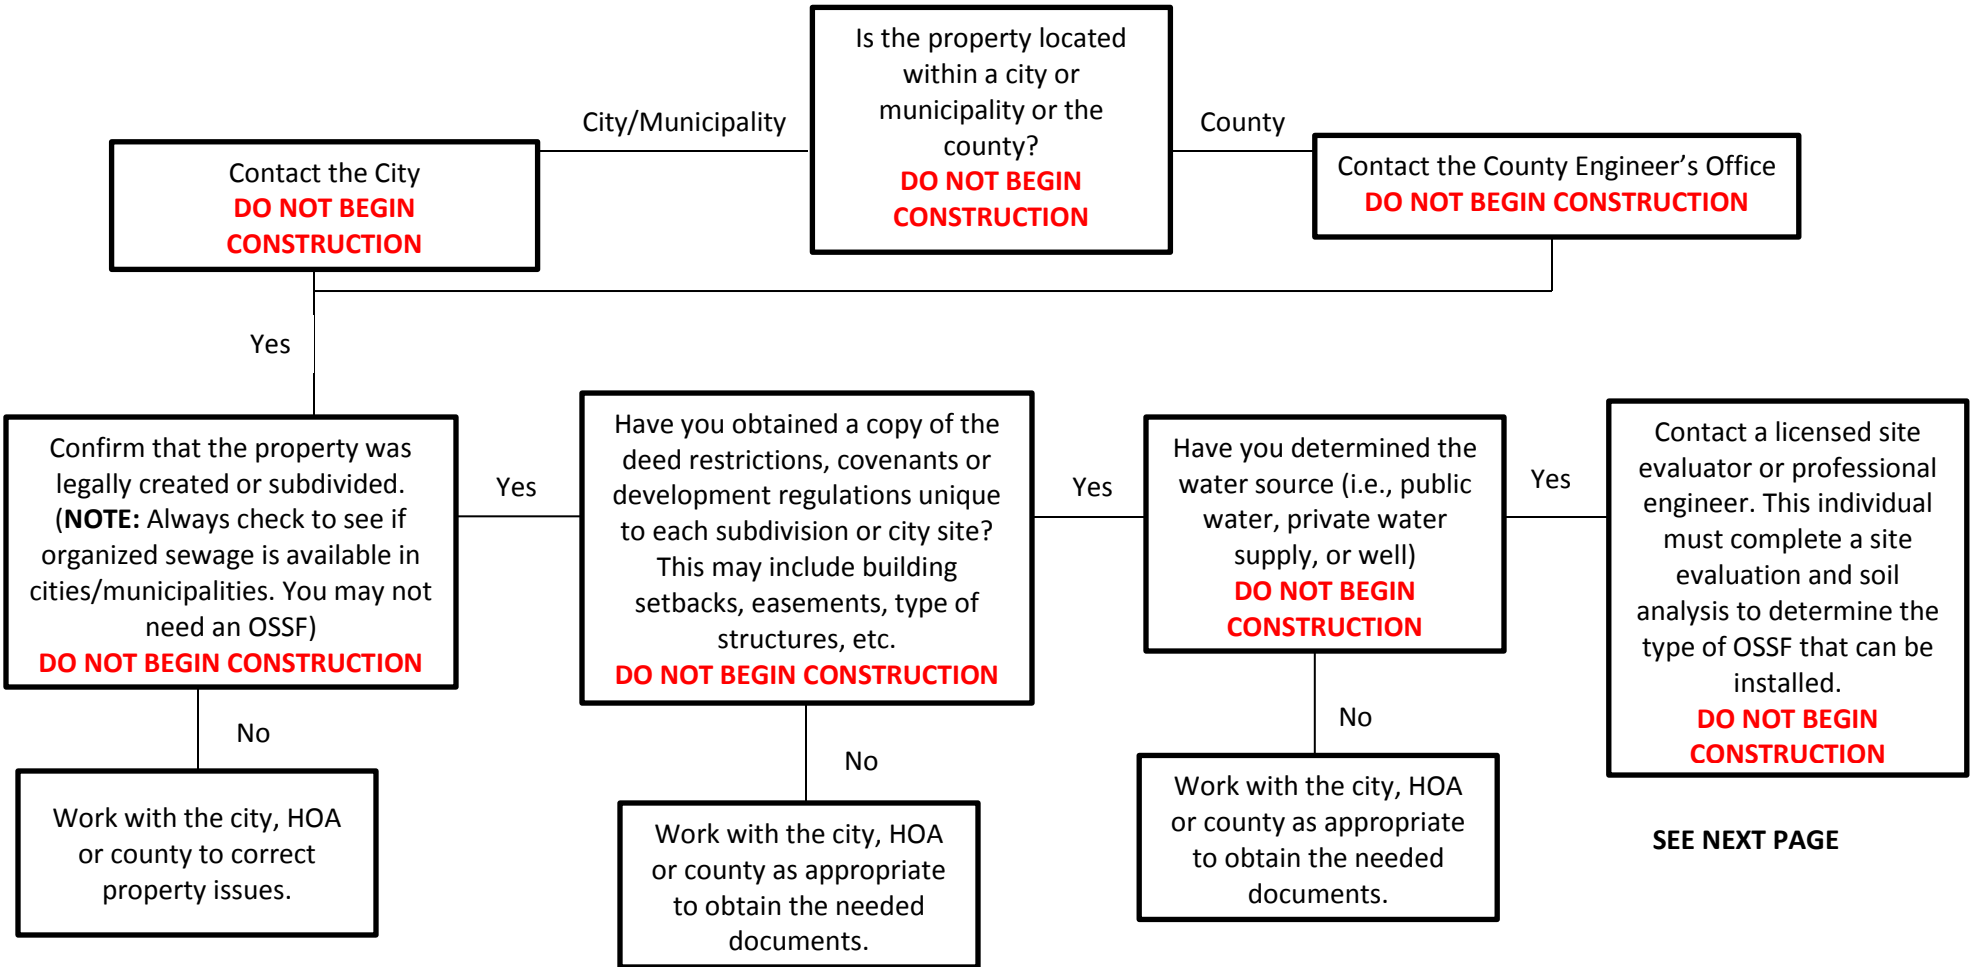 Is the property located
within a city or
municipality or the
county?
DO NOT BEGIN
CONSTRUCTION
City/Municipality
County
Contact the City
DO NOT BEGIN
CONSTRUCTION
Contact the County Engineer’s Office
DO NOT BEGIN CONSTRUCTION
Yes
Confirm that the property was
legally created or subdivided.
(NOTE: Always check to see if
organized sewage is available in
cities/municipalities. You may not
need an OSSF)
DO NOT BEGIN CONSTRUCTION
Yes
Have you obtained a copy of the
deed restrictions, covenants or
development regulations unique
to each subdivision or city site?
This may include building
setbacks, easements, type of
structures, etc.
DO NOT BEGIN CONSTRUCTION
Yes
Have you determined the
water source (i.e., public
water, private water
supply, or well)
DO NOT BEGIN
CONSTRUCTION
Yes
Contact a licensed site
evaluator or professional
engineer. This individual
must complete a site
evaluation and soil
analysis to determine the
type of OSSF that can be
installed.
DO NOT BEGIN
CONSTRUCTION
No
Work with the city, HOA
or county to correct
property issues.
No
Work with the city, HOA
or county as appropriate
to obtain the needed
documents.
No
Work with the city, HOA
or county as appropriate
to obtain the needed
documents.
SEE NEXT PAGE